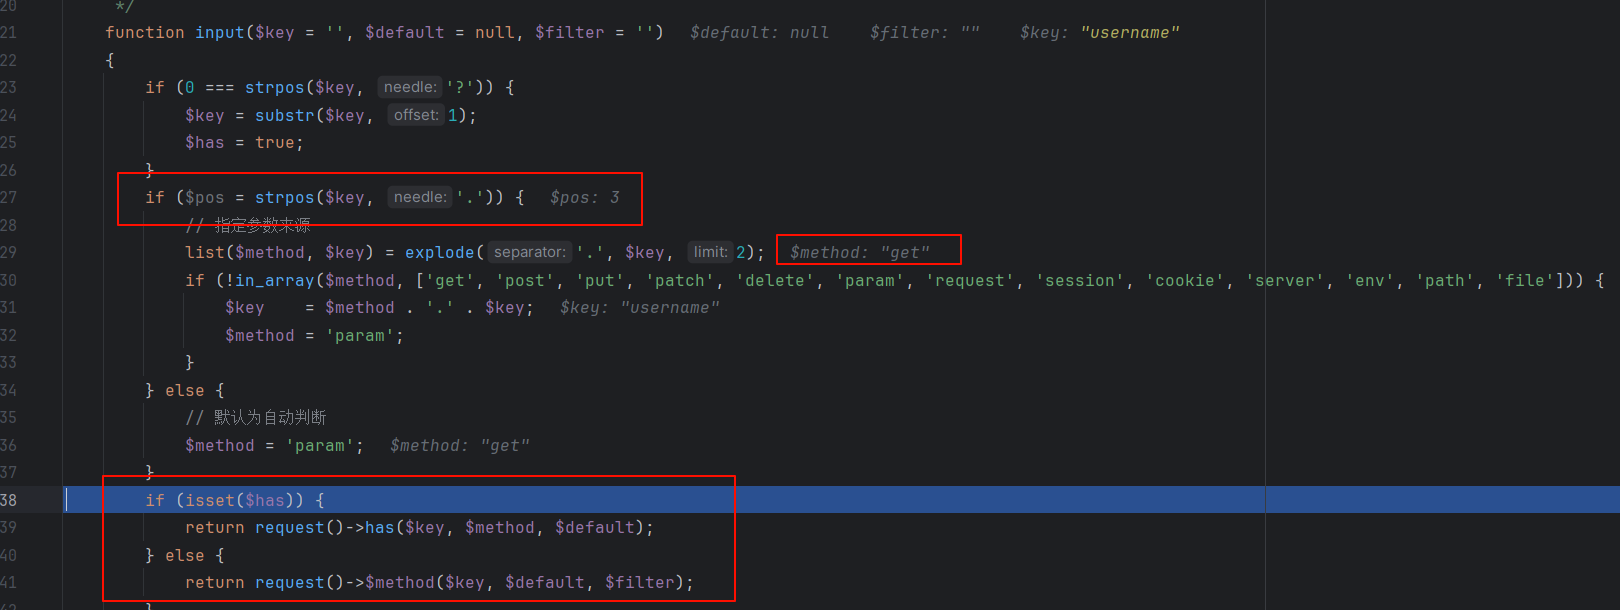 20 */
21 function input($key = '', $default = null, $filter = '') $default: null $filter: "" $key: "username"
22 {
23 if (0 === strpos($key, needle: '?')) {
24 $key = substr($key, offset: 1);
25 $has = true;
26 }
27 if ($pos = strpos($key, needle: '.')) { $pos: 3
28 // 指定参数来源
29 list($method, $key) = explode( separator: '.', $key, limit: 2); $method: "get"
30 if (!in_array($method, ['get', 'post', 'put', 'patch', 'delete', 'param', 'request', 'session', 'cookie', 'server', 'env', 'path', 'file'])) {
31 $key = $method . '.' . $key; $key: "username"
32 $method = 'param';
33 }
34 } else {
35 // 默认为自动判断
36 $method = 'param'; $method: "get"
37 }
38 if (isset($has)) {
39 return request()->has($key, $method, $default);
40 } else {
41 return request()->$method($key, $default, $filter);
42 }